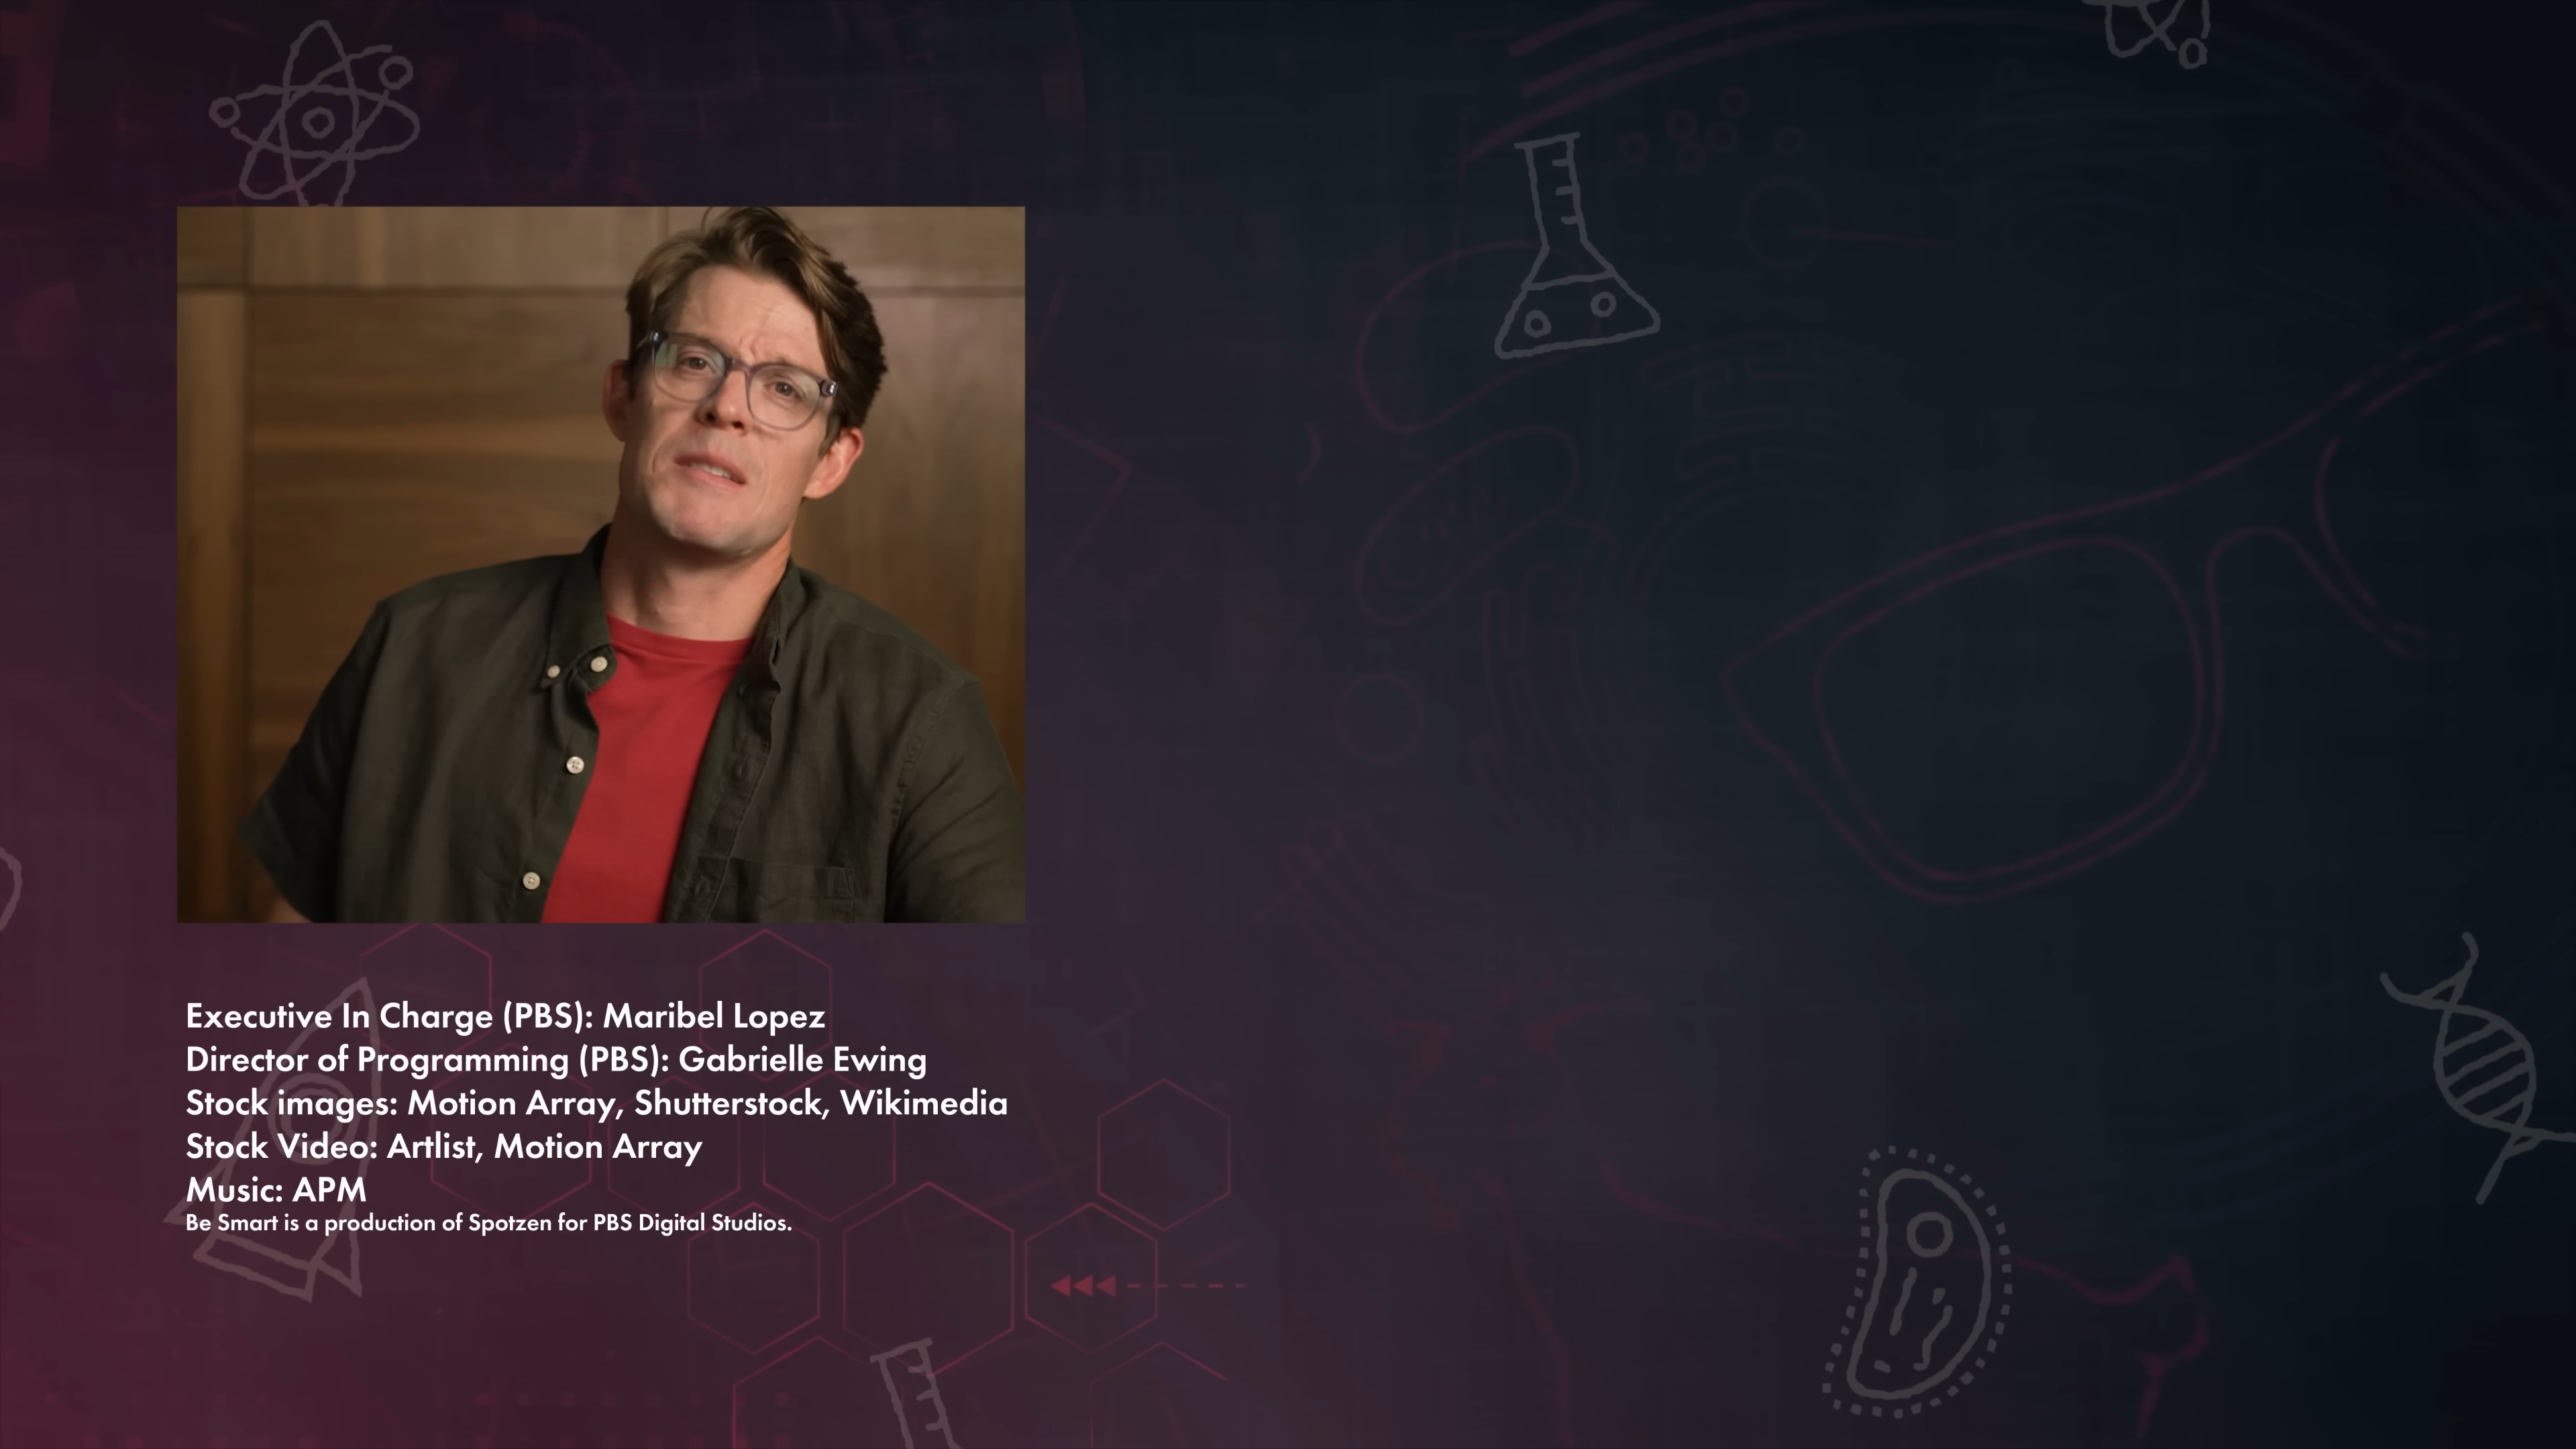 Executive In Charge (PBS): Maribel Lopez
Director of Programming (PBS): Gabrielle Ewing
Stock images: Motion Array, Shutterstock, Wikimedia
Stock Video: Artlist, Motion Array
Music: APM
Be Smart is a production of Spotzen for PBS Digital Studios.